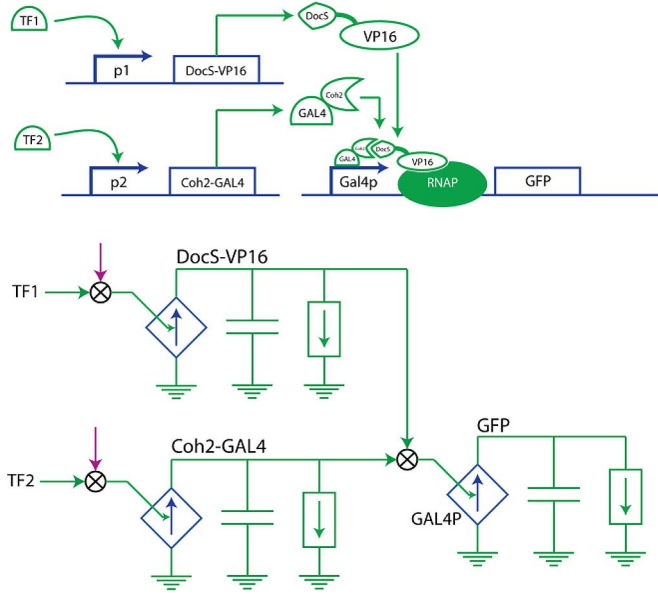 TF1
p1
DocS-VP16
DocS
VP16
TF2
p2
Coh2-GAL4
GAL4
Coh2
GAL4
Coh2
DocS
VP16
Gal4p
RNAP
GFP
DocS-VP16
TF1
Coh2-GAL4
TF2
GFP
GAL4P